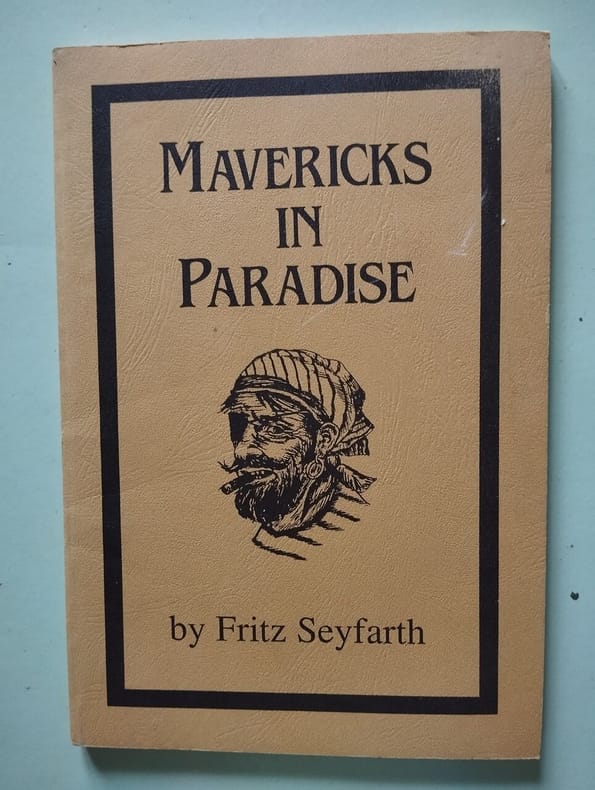 MAVERICKS
IN
PARADISE
by Fritz Seyfarth